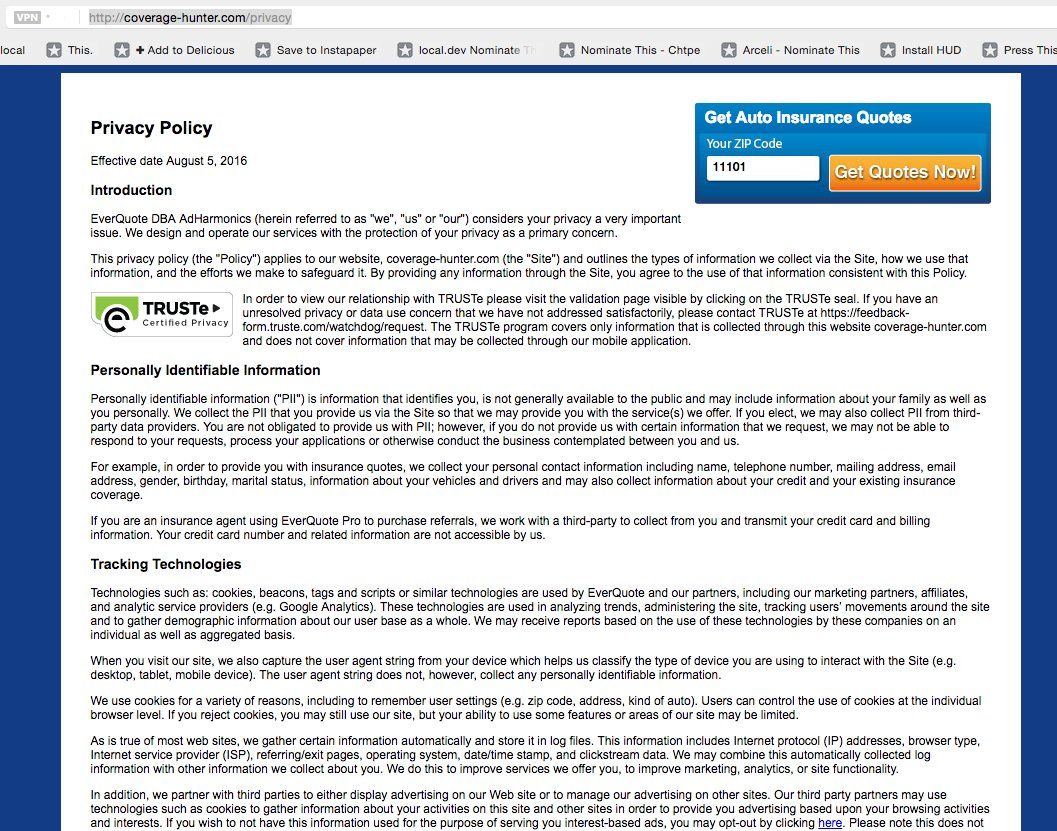 VPN
http://coverage-hunter.com/privacy
local This. + Add to Delicious Save to Instapaper local.dev Nominate Th Nominate This - Chtpe Arceli - Nominate This Install HUD Press This
Privacy Policy
Get Auto Insurance Quotes
Your ZIP Code
11101 Get Quotes Now!
Effective date August 5, 2016
Introduction
EverQuote DBA AdHarmonics (herein referred to as "we", "us" or "our") considers your privacy a very important
issue. We design and operate our services with the protection of your privacy as a primary concern.
This privacy policy (the "Policy") applies to our website, coverage-hunter.com (the "Site") and outlines the types of information we collect via the Site, how we use that
information, and the efforts we make to safeguard it. By providing any information through the Site, you agree to the use of that information consistent with this Policy.
TRUSTe
Certified Privacy
In order to view our relationship with TRUSTe please visit the validation page visible by clicking on the TRUSTe seal. If you have an
unresolved privacy or data use concern that we have not addressed satisfactorily, please contact TRUSTe at https://feedback-
form.truste.com/watchdog/request. The TRUSTe program covers only information that is collected through this website coverage-hunter.com
and does not cover information that may be collected through our mobile application.
Personally Identifiable Information
Personally identifiable information ("PII") is information that identifies you, is not generally available to the public and may include information about your family as well as
you personally. We collect the PII that you provide us via the Site so that we may provide you with the service(s) we offer. If you elect, we may also collect PII from third-
party data providers. You are not obligated to provide us with PII; however, if you do not provide us with certain information that we request, we may not be able to
respond to your requests, process your applications or otherwise conduct the business contemplated between you and us.
For example, in order to provide you with insurance quotes, we collect your personal contact information including name, telephone number, mailing address, email
address, gender, birthday, marital status, information about your vehicles and drivers and may also collect information about your credit and your existing insurance
coverage.
If you are an insurance agent using EverQuote Pro to purchase referrals, we work with a third-party to collect from you and transmit your credit card and billing
information. Your credit card number and related information are not accessible by us.
Tracking Technologies
Technologies such as: cookies, beacons, tags and scripts or similar technologies are used by EverQuote and our partners, including our marketing partners, affiliates,
and analytic service providers (e.g. Google Analytics). These technologies are used in analyzing trends, administering the site, tracking users' movements around the site
and to gather demographic information about our user base as a whole. We may receive reports based on the use of these technologies by these companies on an
individual as well as aggregated basis.
When you visit our site, we also capture the user agent string from your device which helps us classify the type of device you are using to interact with the Site (e.g.
desktop, tablet, mobile device). The user agent string does not, however, collect any personally identifiable information.
We use cookies for a variety of reasons, including to remember user settings (e.g. zip code, address, kind of auto). Users can control the use of cookies at the individual
browser level. If you reject cookies, you may still use our site, but your ability to use some features or areas of our site may be limited.
As is true of most web sites, we gather certain information automatically and store it in log files. This information includes Internet protocol (IP) addresses, browser type,
Internet service provider (ISP), referring/exit pages, operating system, date/time stamp, and clickstream data. We may combine this automatically collected log
information with other information we collect about you. We do this to improve services we offer you, to improve marketing, analytics, or site functionality.
In addition, we partner with third parties to either display advertising on our Web site or to manage our advertising on other sites. Our third party partners may use
technologies such as cookies to gather information about your activities on this site and other sites in order to provide you advertising based upon your browsing activities
and interests. If you wish to not have this information used for the purpose of serving you interest-based ads, you may opt-out by clicking here. Please note this does not